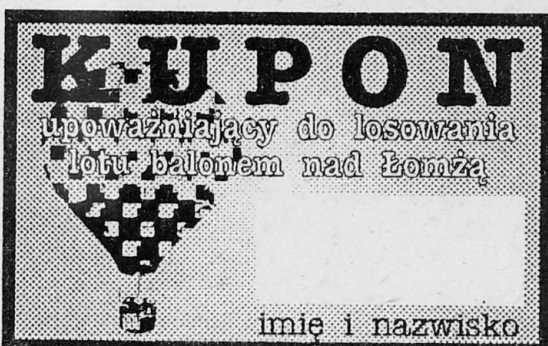 KUPON
upoważniający do losowania
lotu balonem nad Łomżą
imię i nazwisko